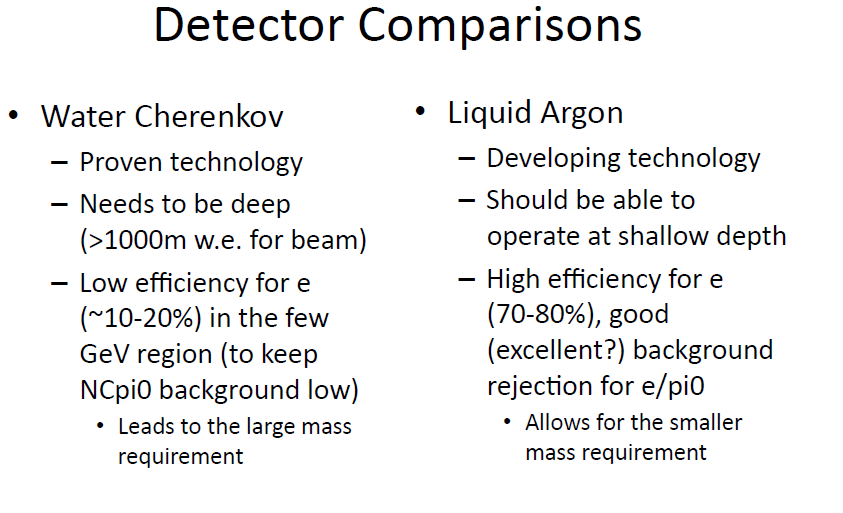 Detector Comparisons
• Water Cherenkov
– Proven technology
– Needs to be deep
(>1000m w.e. for beam)
– Low efficiency for e
(~10-20%) in the few
GeV region (to keep
NCpi0 background low)
• Leads to the large mass
requirement
• Liquid Argon
– Developing technology
– Should be able to
operate at shallow depth
– High efficiency for e
(70-80%), good
(excellent?) background
rejection for e/pi0
• Allows for the smaller
mass requirement